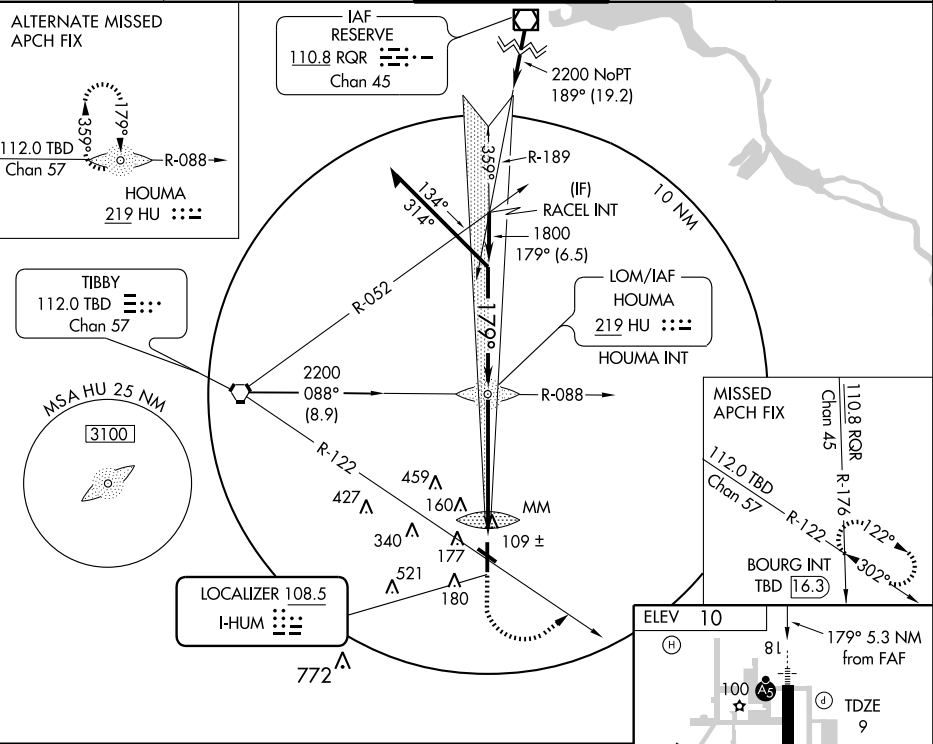 ALTERNATE MISSED
APCH FIX
359°
179°
112.0 TBD
Chan 57
R-088
HOUMA
219 HU
IAF
RESERVE
110.8 RQR
Chan 45
2200 NoPT
189° (19.2)
359°
R-189
134°
314°
(IF)
RACEL INT
1800
179° (6.5)
10 NM
R-052
179°
TIBBY
112.0 TBD
Chan 57
LOM/IAF
HOUMA
219 HU
HOUMA INT
2200
088°
(8.9)
R-088
MSA HU 25 NM
3100
R-122
459
427
160
MM
340
177
109 ±
521
180
LOCALIZER 108.5
I-HUM
772
MISSED
APCH FIX
110.8 RQR
Chan 45
R-176
112.0 TBD
Chan 57
R-122
122°
302°
BOURG INT
TBD 16.3
ELEV 10
H
18
179° 5.3 NM
from FAF
100
A5
P
TDZE
9